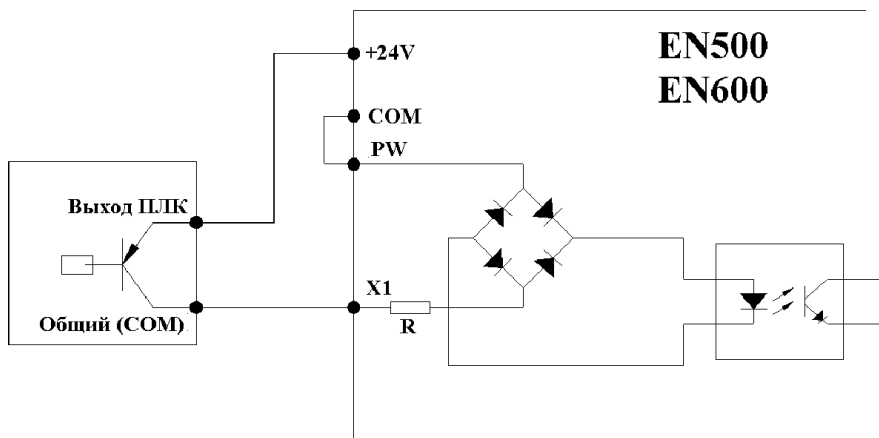 EN500
EN600
+24V
COM
PW
Выход ПЛК
X1
Общий (COM)
R